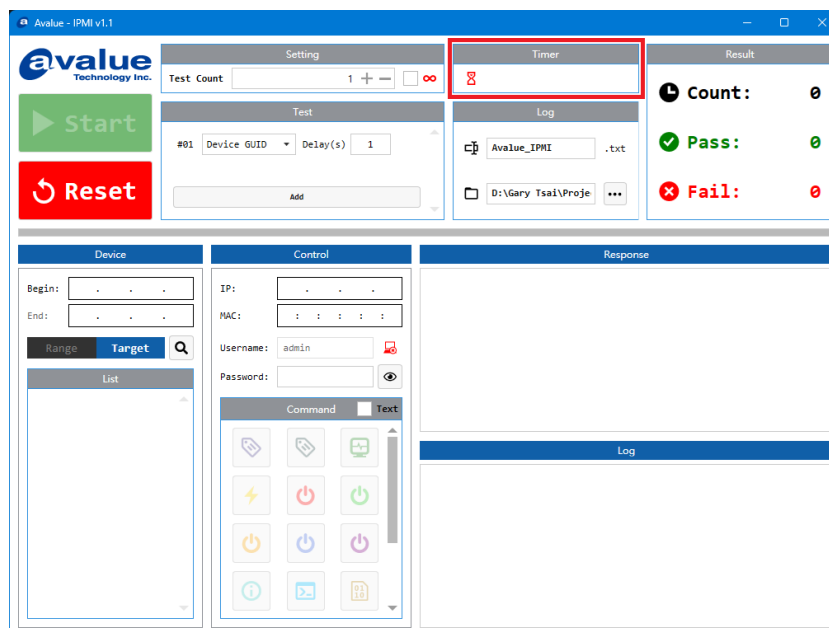 Avalue - IPMI v1.1
avalue
Technology Inc.
Start
Reset
Setting
Test Count 1
Test
#01 Device GUID Delay(s) 1
Add
Timer
Log
Avalue_IPMI .txt
D:\Gary Tsai\Proje
Result
Count: 0
Pass: 0
Fail: 0
Device
Begin: . . .
End: . . .
Range Target
List
Control
IP: . . .
MAC: : : : : :
Username: admin
Password:
Command Text
Response
Log